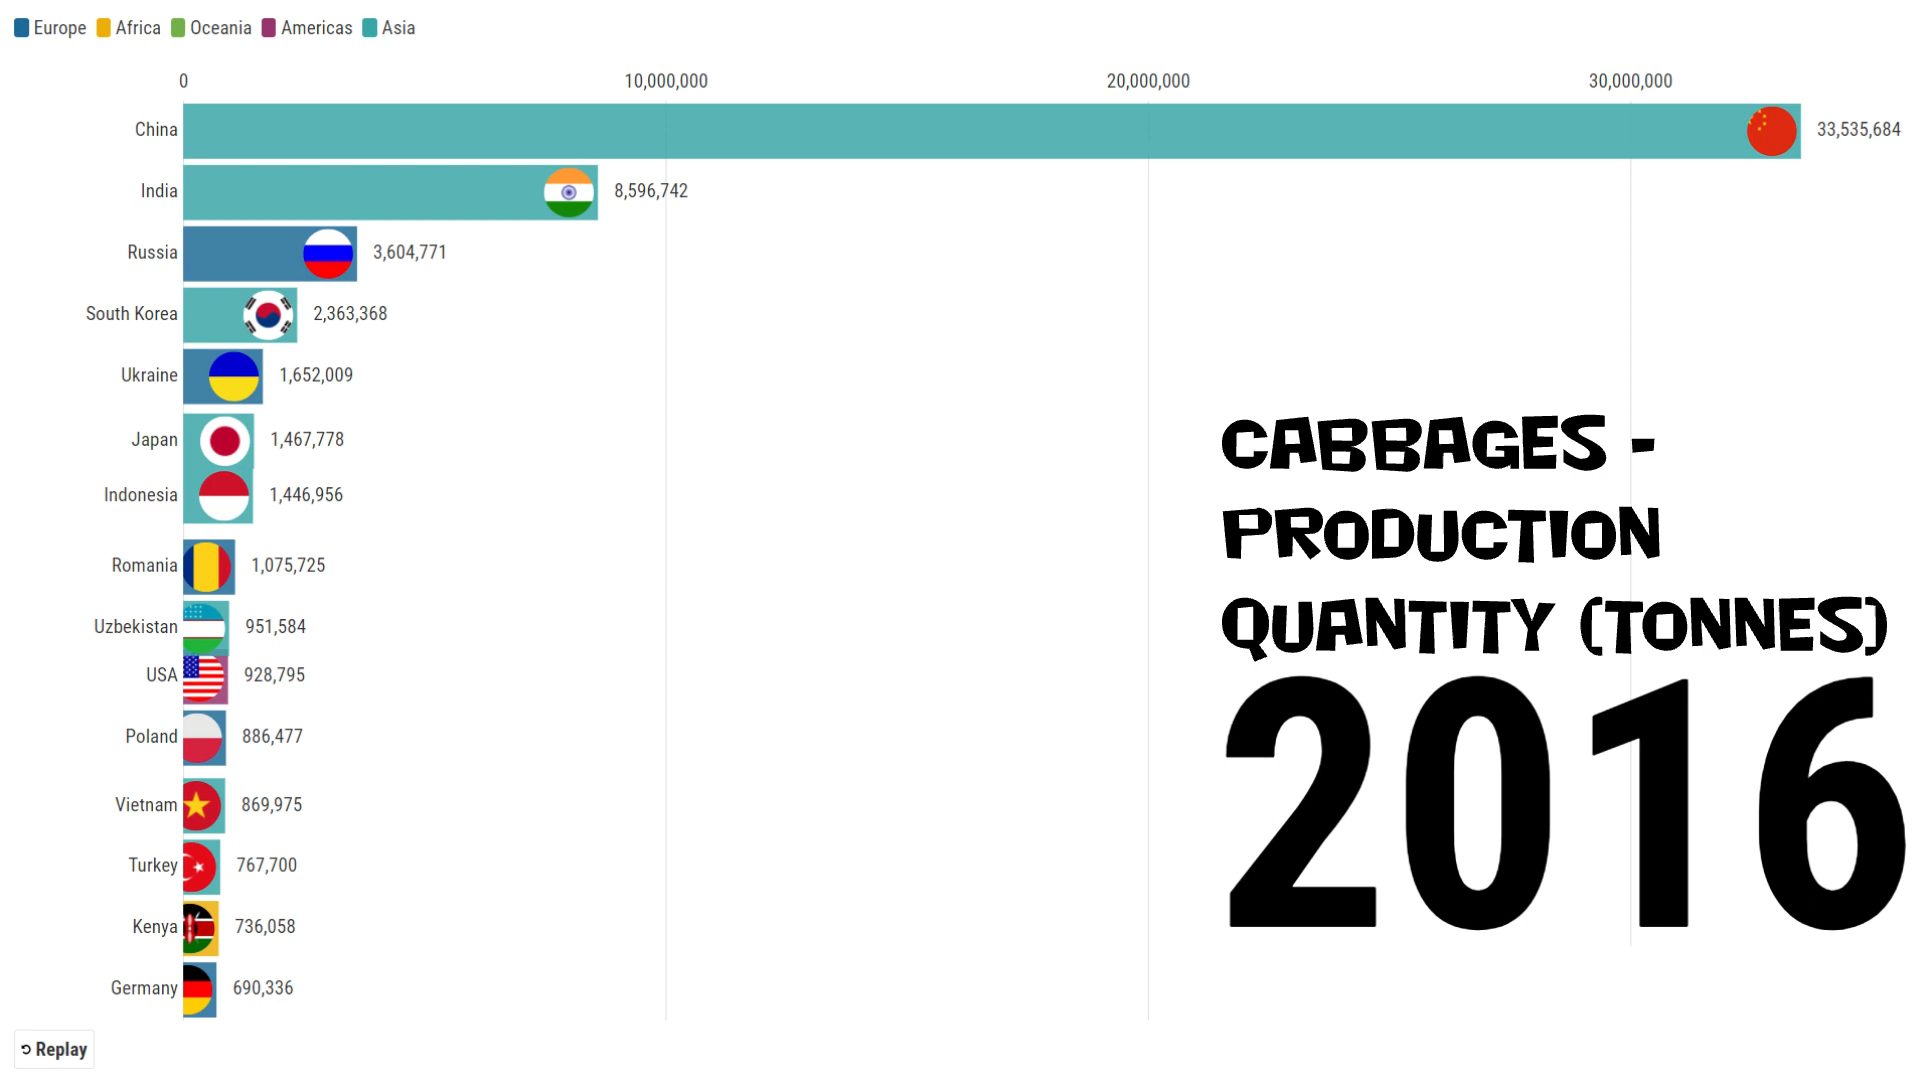 Europe Africa Oceania Americas Asia
0 10,000,000 20,000,000 30,000,000
China 33,535,684
India 8,596,742
Russia 3,604,771
South Korea 2,363,368
Ukraine 1,652,009
Japan 1,467,778
Indonesia 1,446,956
Romania 1,075,725
Uzbekistan 951,584
USA 928,795
Poland 886,477
Vietnam 869,975
Turkey 767,700
Kenya 736,058
Germany 690,336
CABBAGES -
PRODUCTION
QUANTITY (TONNES)
2016
Replay